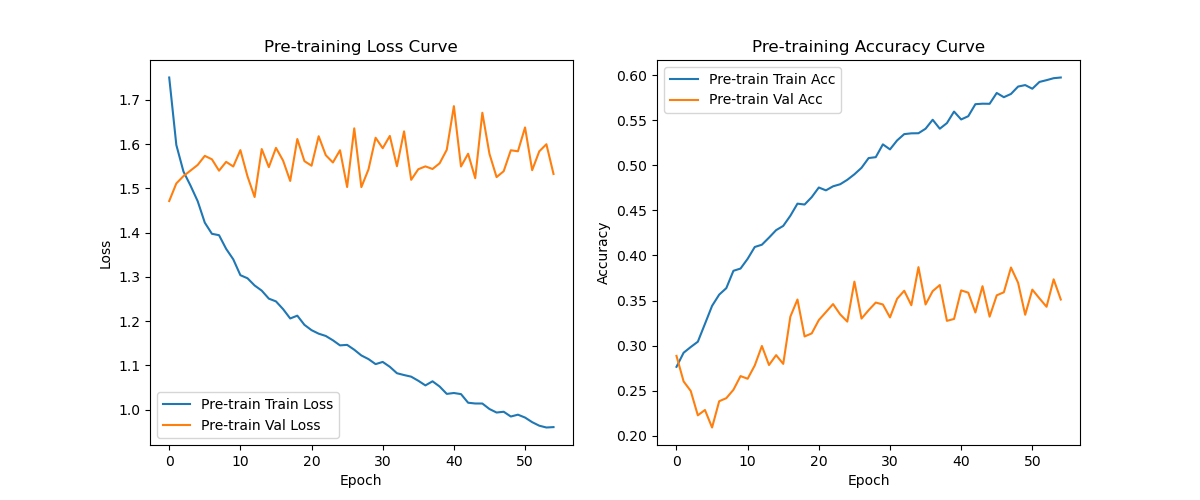 Pre-training Loss Curve
Loss
1.7
1.6
1.5
1.4
1.3
1.2
1.1
1.0
Pre-train Train Loss
Pre-train Val Loss
0 10 20 30 40 50
Epoch
Pre-training Accuracy Curve
Accuracy
0.60
0.55
0.50
0.45
0.40
0.35
0.30
0.25
0.20
Pre-train Train Acc
Pre-train Val Acc
0 10 20 30 40 50
Epoch